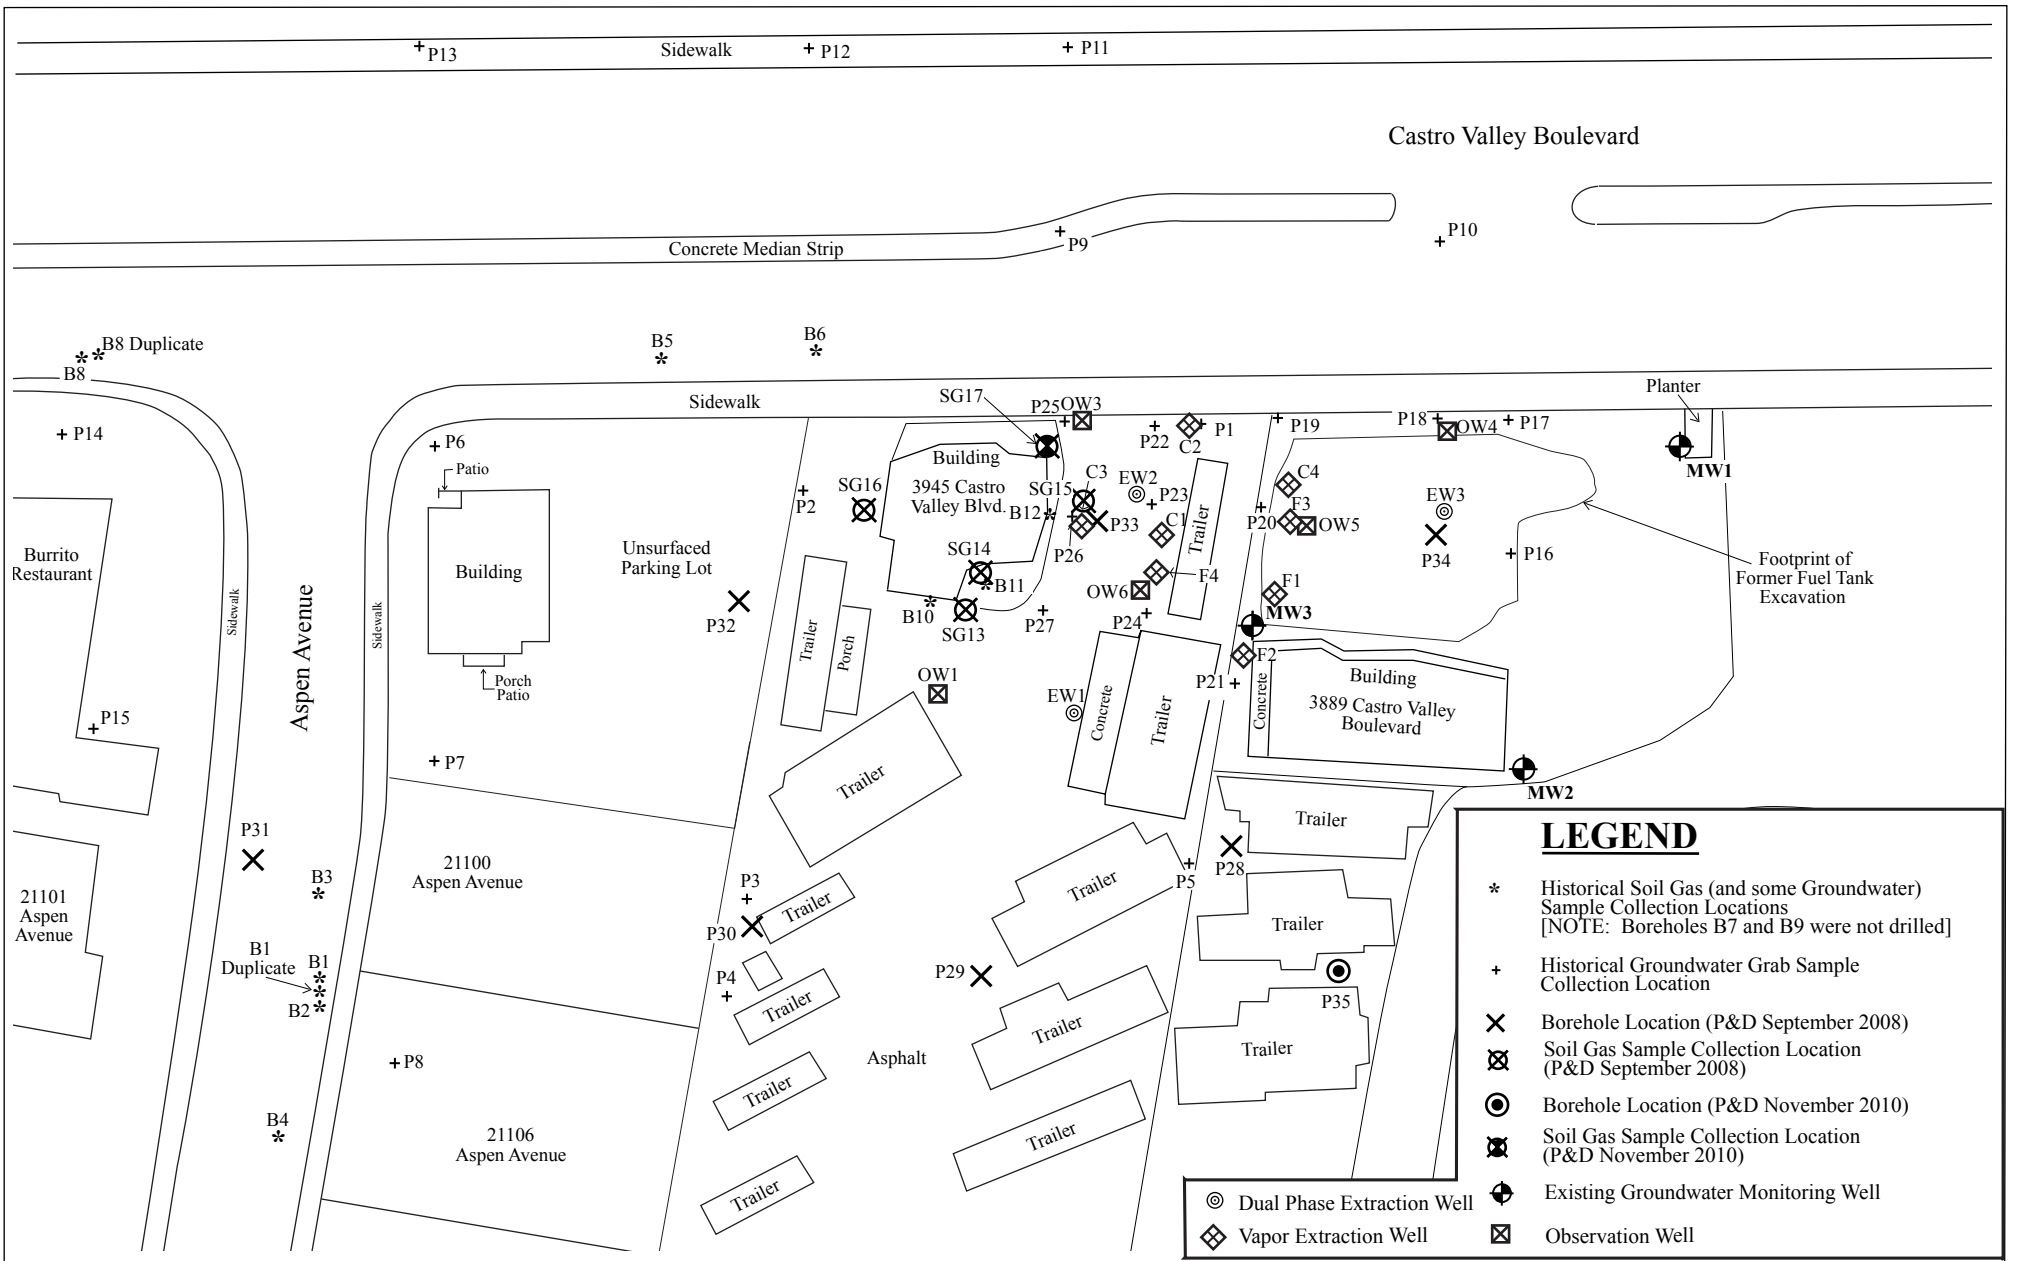 P13
Sidewalk
P12
P11
Castro Valley Boulevard
P10
P9
Concrete Median Strip
B8 Duplicate
B8
B5
B6
Sidewalk
SG17
P25
OW3
P22
C2
P1
P19
P18
OW4
P17
Planter
MW1
P14
P6
Patio
Building
Porch
Patio
Burrito
Restaurant
Sidewalk
Aspen Avenue
Sidewalk
Unsurfaced
Parking Lot
P2
SG16
Building
3945 Castro
Valley Blvd.
SG15
C3
EW2
P23
B12
P33
P26
C1
Trailer
C4
F3
P20
OW5
EW3
P34
P16
Footprint of
Former Fuel Tank
Excavation
SG14
B11
B10
SG13
P27
OW6
F4
P24
F1
MW3
F2
P32
Trailer
Porch
OW1
EW1
Concrete
Trailer
P21
Concrete
Building
3889 Castro Valley
Boulevard
MW2
P15
P7
Trailer
Trailer
P31
B3
21100
Aspen Avenue
21101
Aspen
Avenue
P3
Trailer
P30
Trailer
P5
P28
Trailer
B1
Duplicate
B1
B2
P4
Trailer
P29
Trailer
P35
Trailer
P8
Asphalt
Trailer
B4
21106
Aspen Avenue
Trailer
Trailer
LEGEND
* Historical Soil Gas (and some Groundwater)
Sample Collection Locations
[NOTE: Boreholes B7 and B9 were not drilled]
+ Historical Groundwater Grab Sample
Collection Location
Borehole Location (P&D September 2008)
Soil Gas Sample Collection Location
(P&D September 2008)
Borehole Location (P&D November 2010)
Soil Gas Sample Collection Location
(P&D November 2010)
Existing Groundwater Monitoring Well
Dual Phase Extraction Well
Vapor Extraction Well
Observation Well